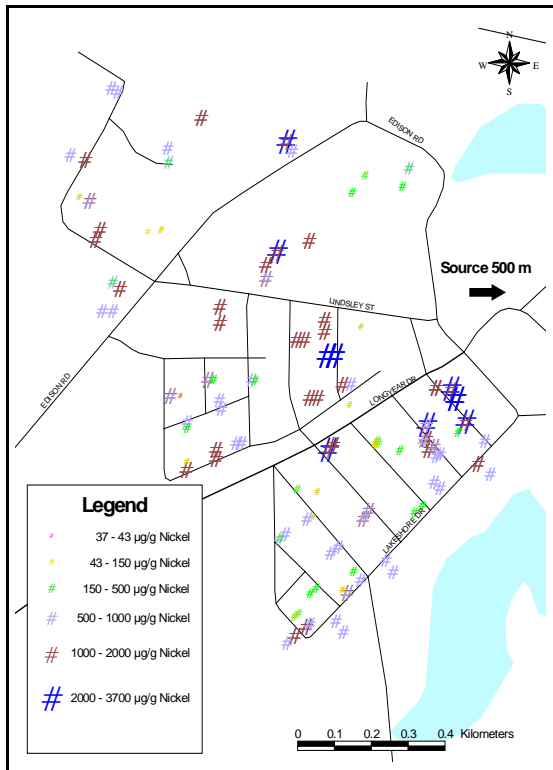 N
W E
S
EDISON RD
Source 500 m
LINDSLEY ST
EDISON RD
LONGYEAR DR
LAKESHORE DR
Legend
37 - 43 µg/g Nickel
43 - 150 µg/g Nickel
150 - 500 µg/g Nickel
500 - 1000 µg/g Nickel
1000 - 2000 µg/g Nickel
2000 - 3700 µg/g Nickel
0 0.1 0.2 0.3 0.4 Kilometers